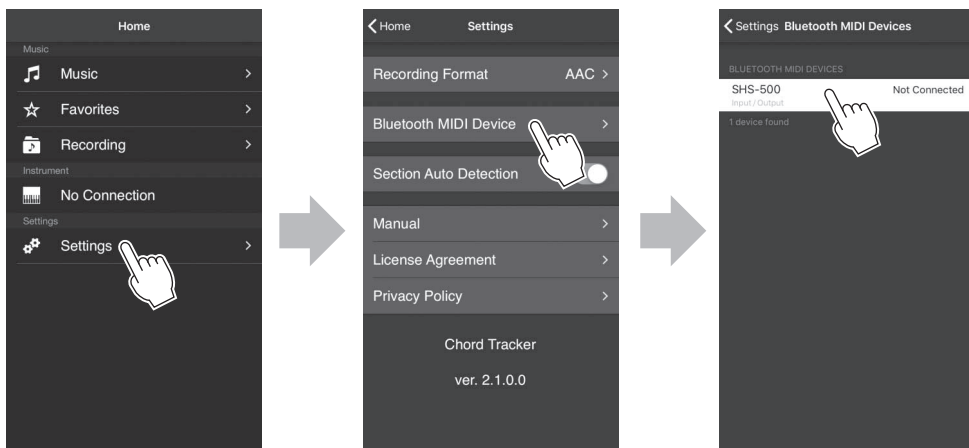 Home
Music
Music
Favorites
Recording
Instrument
No Connection
Settings
Settings
Home Settings
Recording Format AAC
Bluetooth MIDI Device
Section Auto Detection
Manual
License Agreement
Privacy Policy
Chord Tracker
ver. 2.1.0.0
Settings Bluetooth MIDI Devices
BLUETOOTH MIDI DEVICES
SHS-500 Not Connected
Input / Output
1 device found